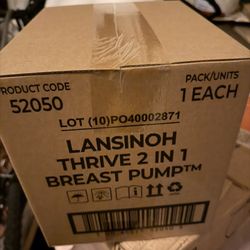 PRODUCT CODE
52050
PACK/UNITS
1 EACH
LOT (10)PO40002871
LANSINOH
THRIVE 2 IN 1
BREAST PUMP™